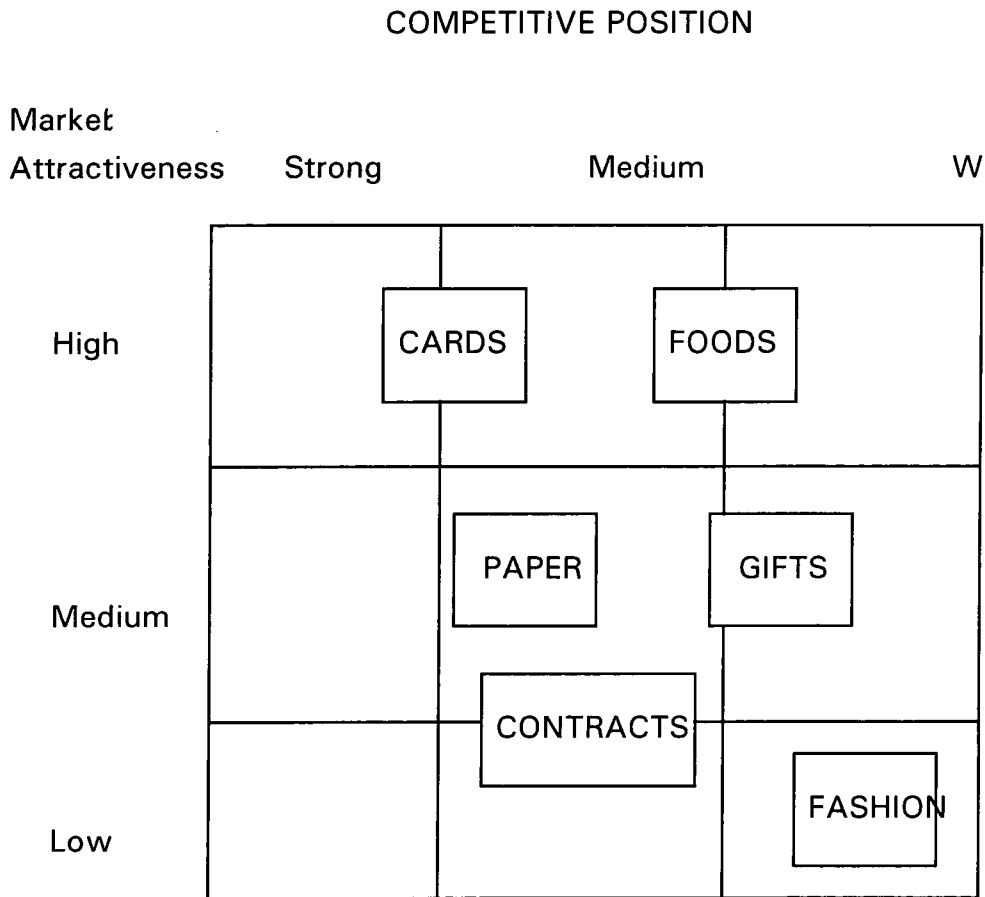 COMPETITIVE POSITION
Market
Attractiveness Strong Medium W
High CARDS FOODS
PAPER GIFTS
Medium
CONTRACTS
FASHION
Low